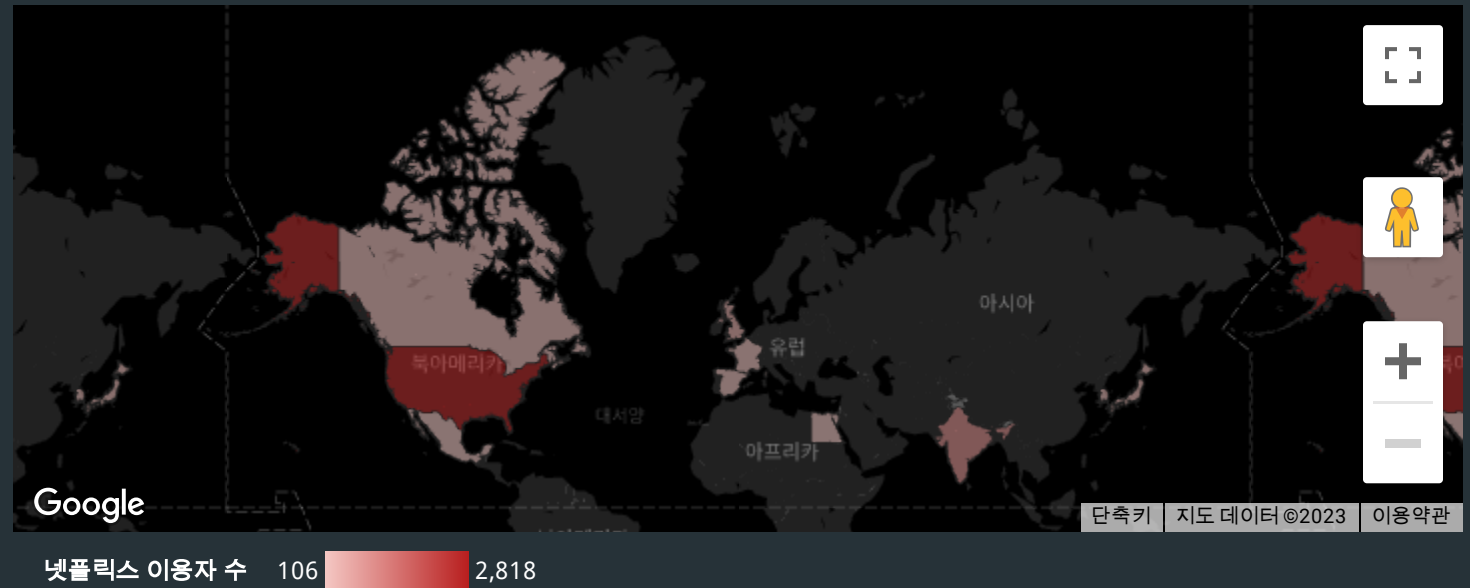 아시아
유럽
북아메리카
대서양
아프리카
Google
단축키
지도 데이터 ©2023
이용약관
넷플릭스 이용자 수
106
2,818